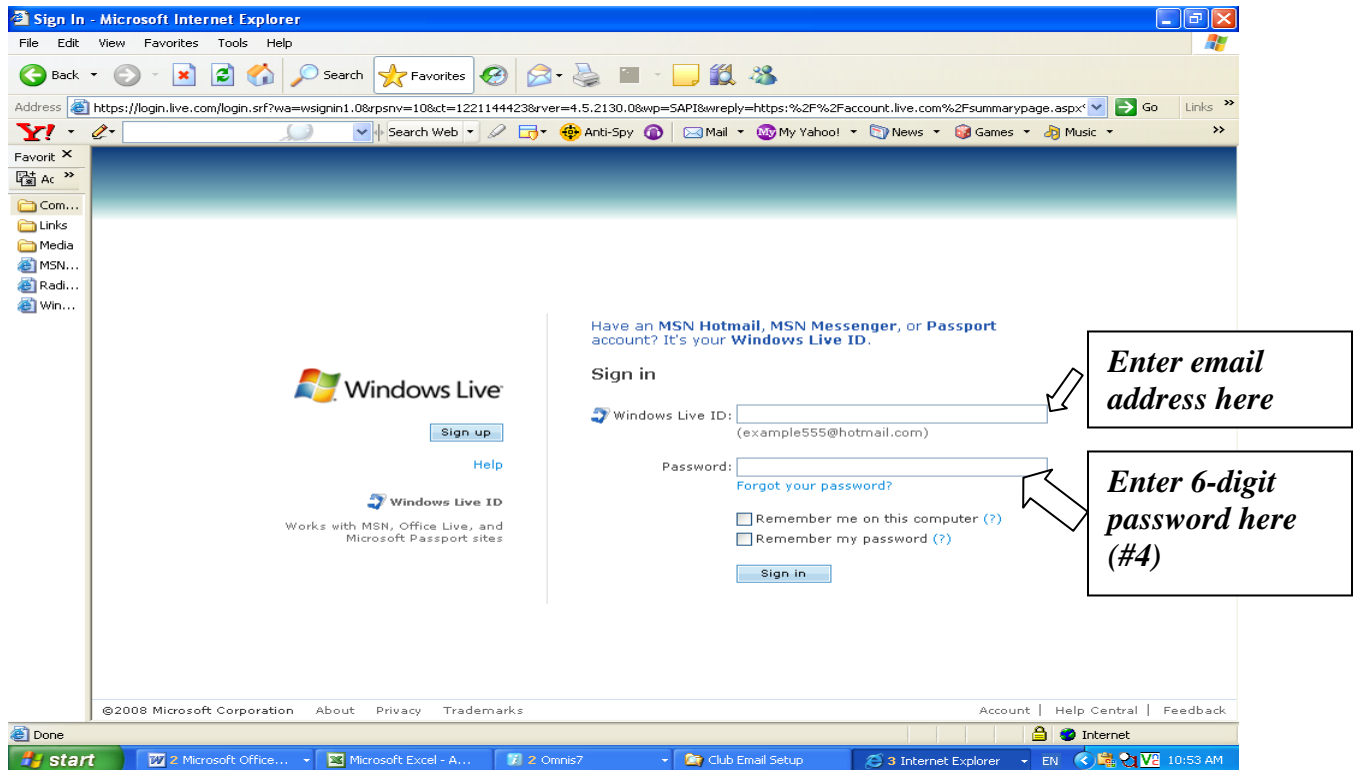 Sign In - Microsoft Internet Explorer
File Edit View Favorites Tools Help
Back Search Favorites
Address https://login.live.com/login.srf?wa=wsignin1.0&rpsnv=10&ct=1221144423&rver=4.5.2130.0&wp=SAPI&wreply=https:%2F%2Faccount.live.com%2Fsummarypage.aspx Go Links »
Y! Search Web Anti-Spy Mail My Yahoo! News Games Music »
Favorit ×
Ac »
Com...
Links
Media
MSN...
Radi...
Win...
Have an MSN Hotmail, MSN Messenger, or Passport
account? It's your Windows Live ID.
Sign in
Windows Live
Windows Live ID:
(example555@hotmail.com)
Sign up
Help
Password:
Forgot your password?
Windows Live ID
Works with MSN, Office Live, and
Microsoft Passport sites
Remember me on this computer (?)
Remember my password (?)
Sign in
Enter email
address here
Enter 6-digit
password here
(#4)
©2008 Microsoft Corporation About Privacy Trademarks Account | Help Central | Feedback
Done Internet
start 2 Microsoft Office... Microsoft Excel - A... 2 Omnis7 Club Email Setup 3 Internet Explorer EN 10:53 AM